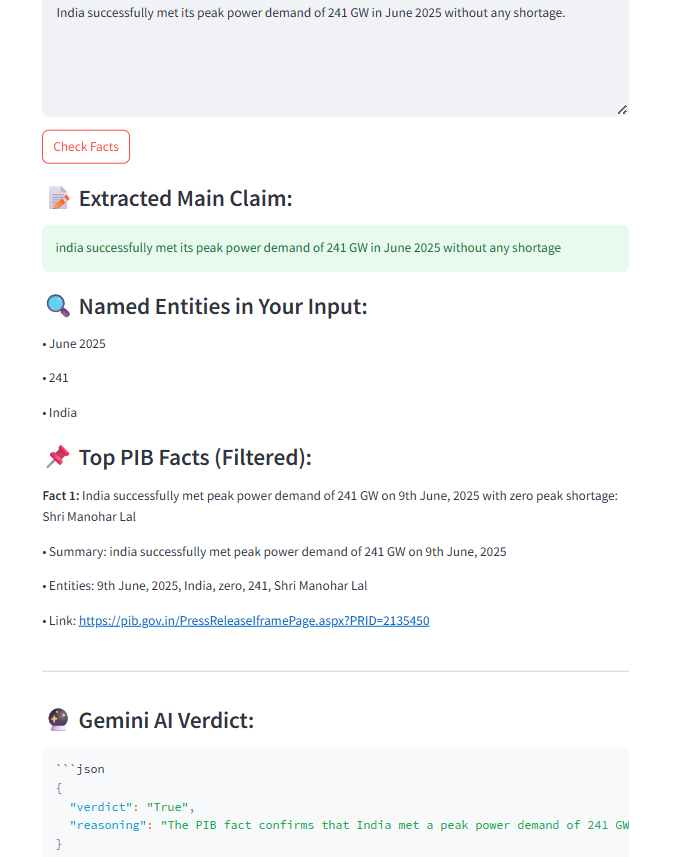 India successfully met its peak power demand of 241 GW in June 2025 without any shortage.
Check Facts
Extracted Main Claim:
india successfully met its peak power demand of 241 GW in June 2025 without any shortage
Named Entities in Your Input:
• June 2025
• 241
• India
Top PIB Facts (Filtered):
Fact 1: India successfully met peak power demand of 241 GW on 9th June, 2025 with zero peak shortage:
Shri Manohar Lal
• Summary: india successfully met peak power demand of 241 GW on 9th June, 2025
• Entities: 9th June, 2025, India, zero, 241, Shri Manohar Lal
• Link: https://pib.gov.in/PressReleaseIframePage.aspx?PRID=2135450
Gemini AI Verdict:
```json
{
"verdict": "True",
"reasoning": "The PIB fact confirms that India met a peak power demand of 241 GW
}